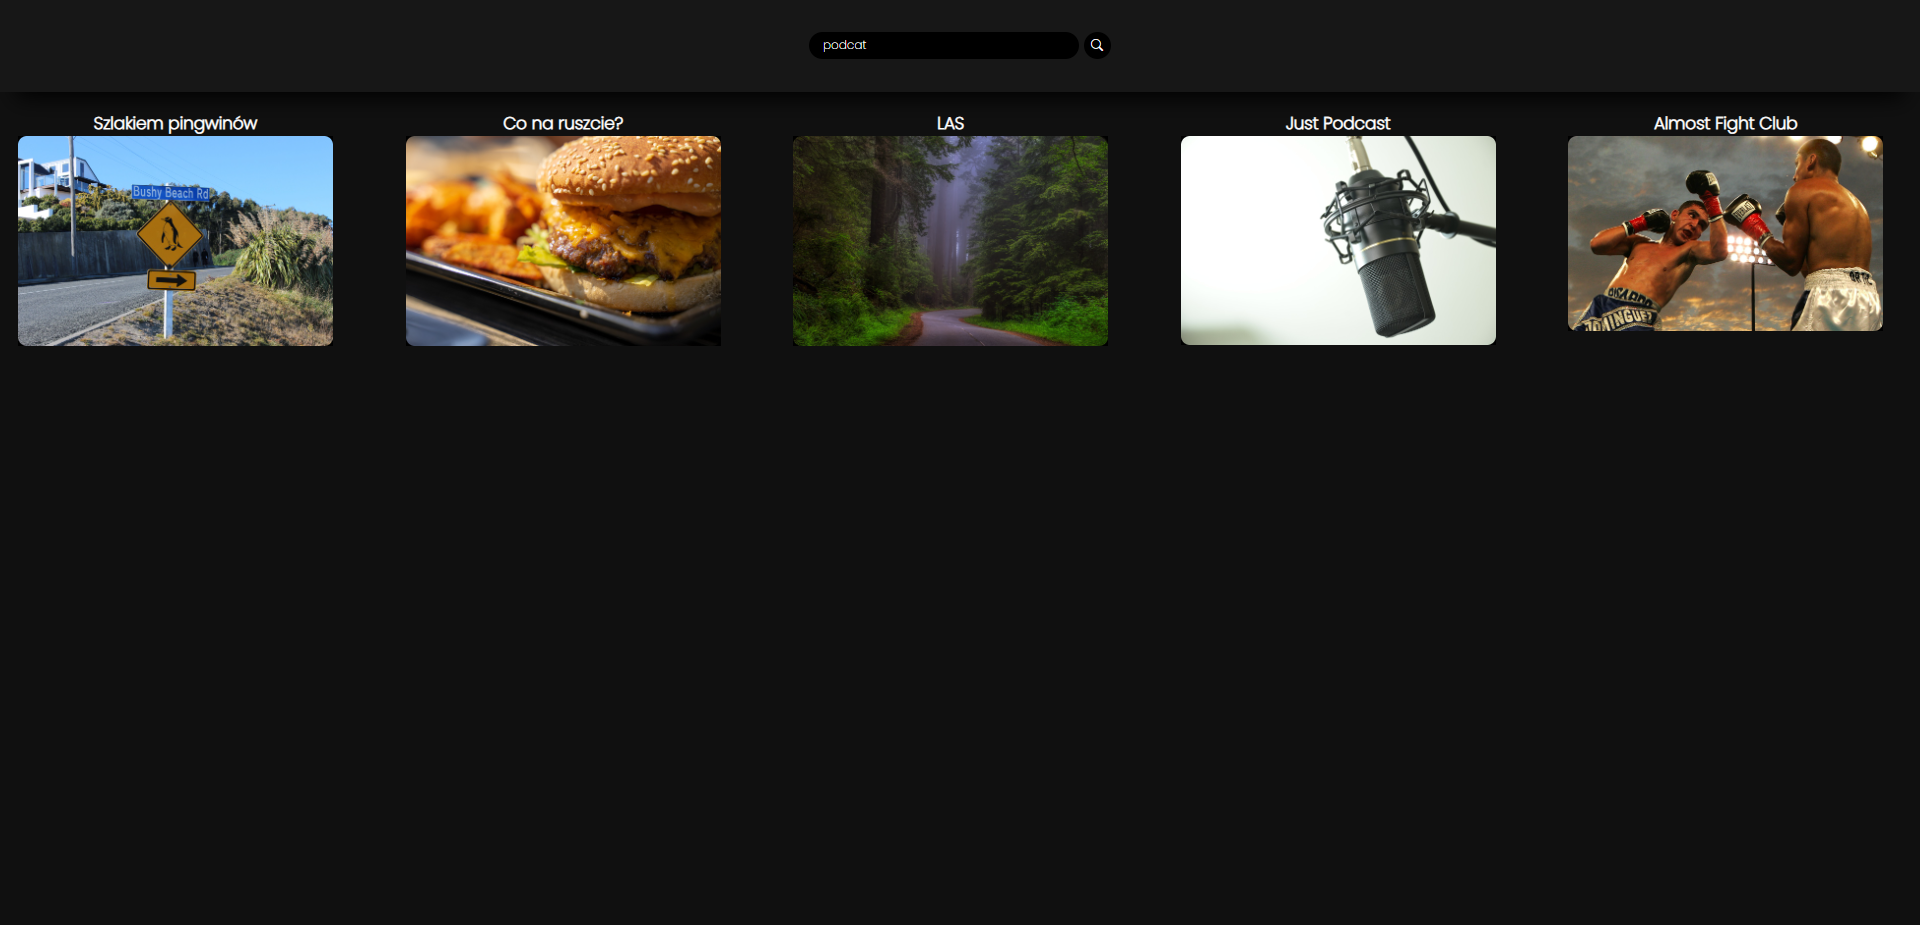 podcat
Szlakiem pingwinów
Co na ruszcie?
LAS
Just Podcast
Almost Fight Club
Bushy Beach Rd